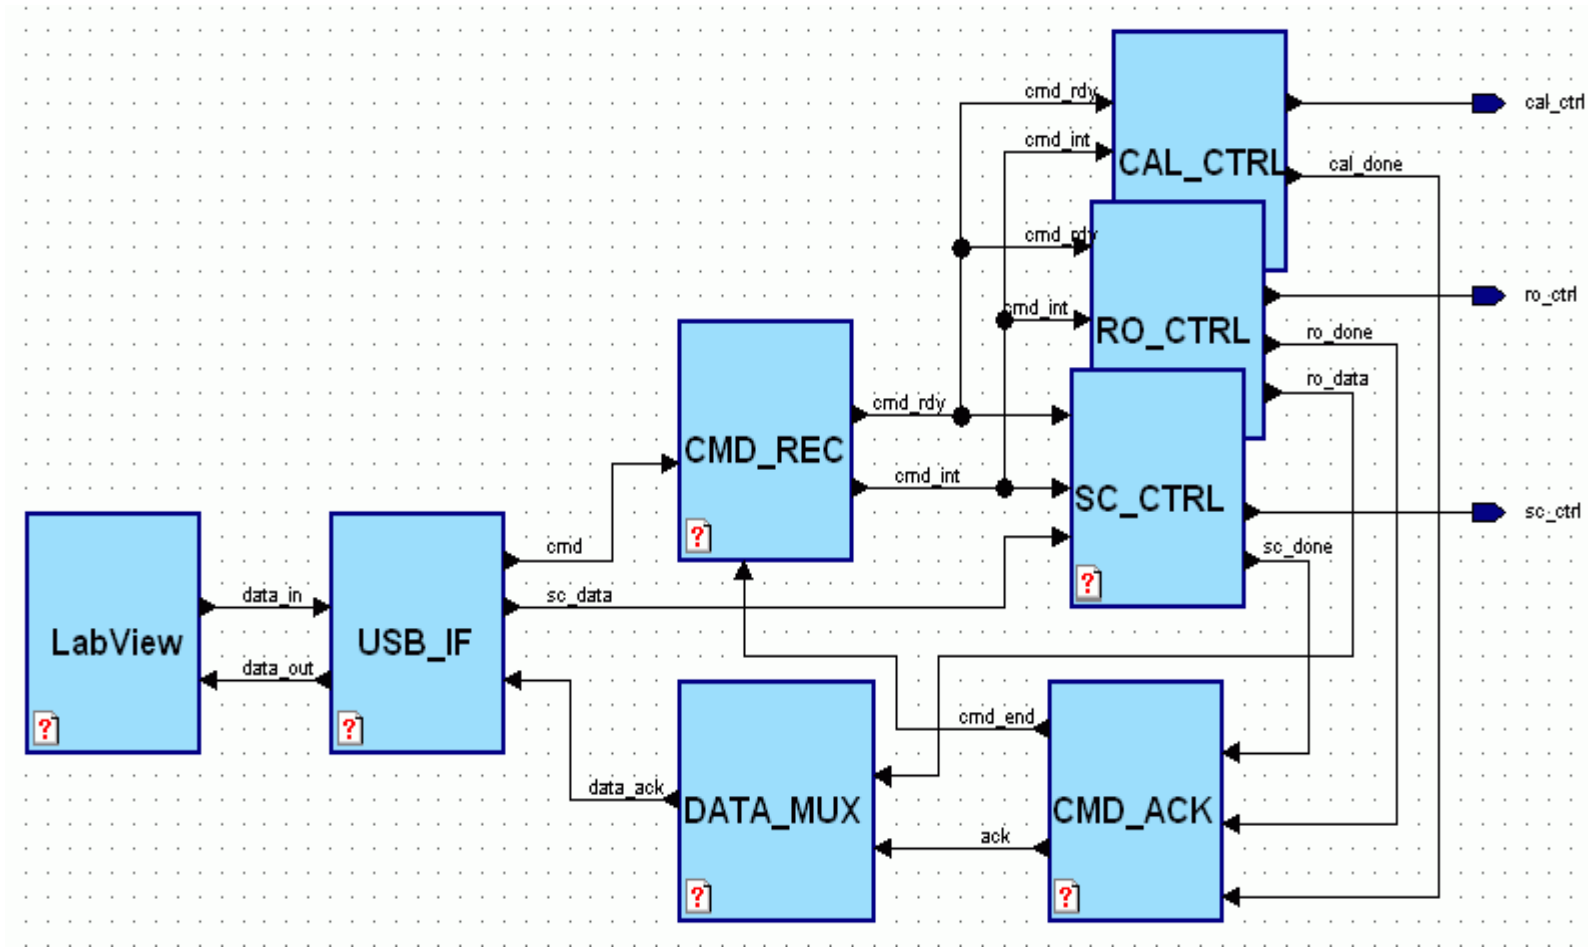 cmd_rdy
cal_ctrl
cmd_int
CAL_CTRL
cal_done
cmd_rdy
ro_ctrl
cmd_int
RO_CTRL
ro_done
ro_data
cmd_rdy
CMD_REC
cmd_int
SC_CTRL
sc_ctrl
?
sc_done
cmd
?
data_in
sc_data
LabView
USB_IF
data_out
?
?
cmd_end
data_ack
DATA_MUX
CMD_ACK
ack
?
?